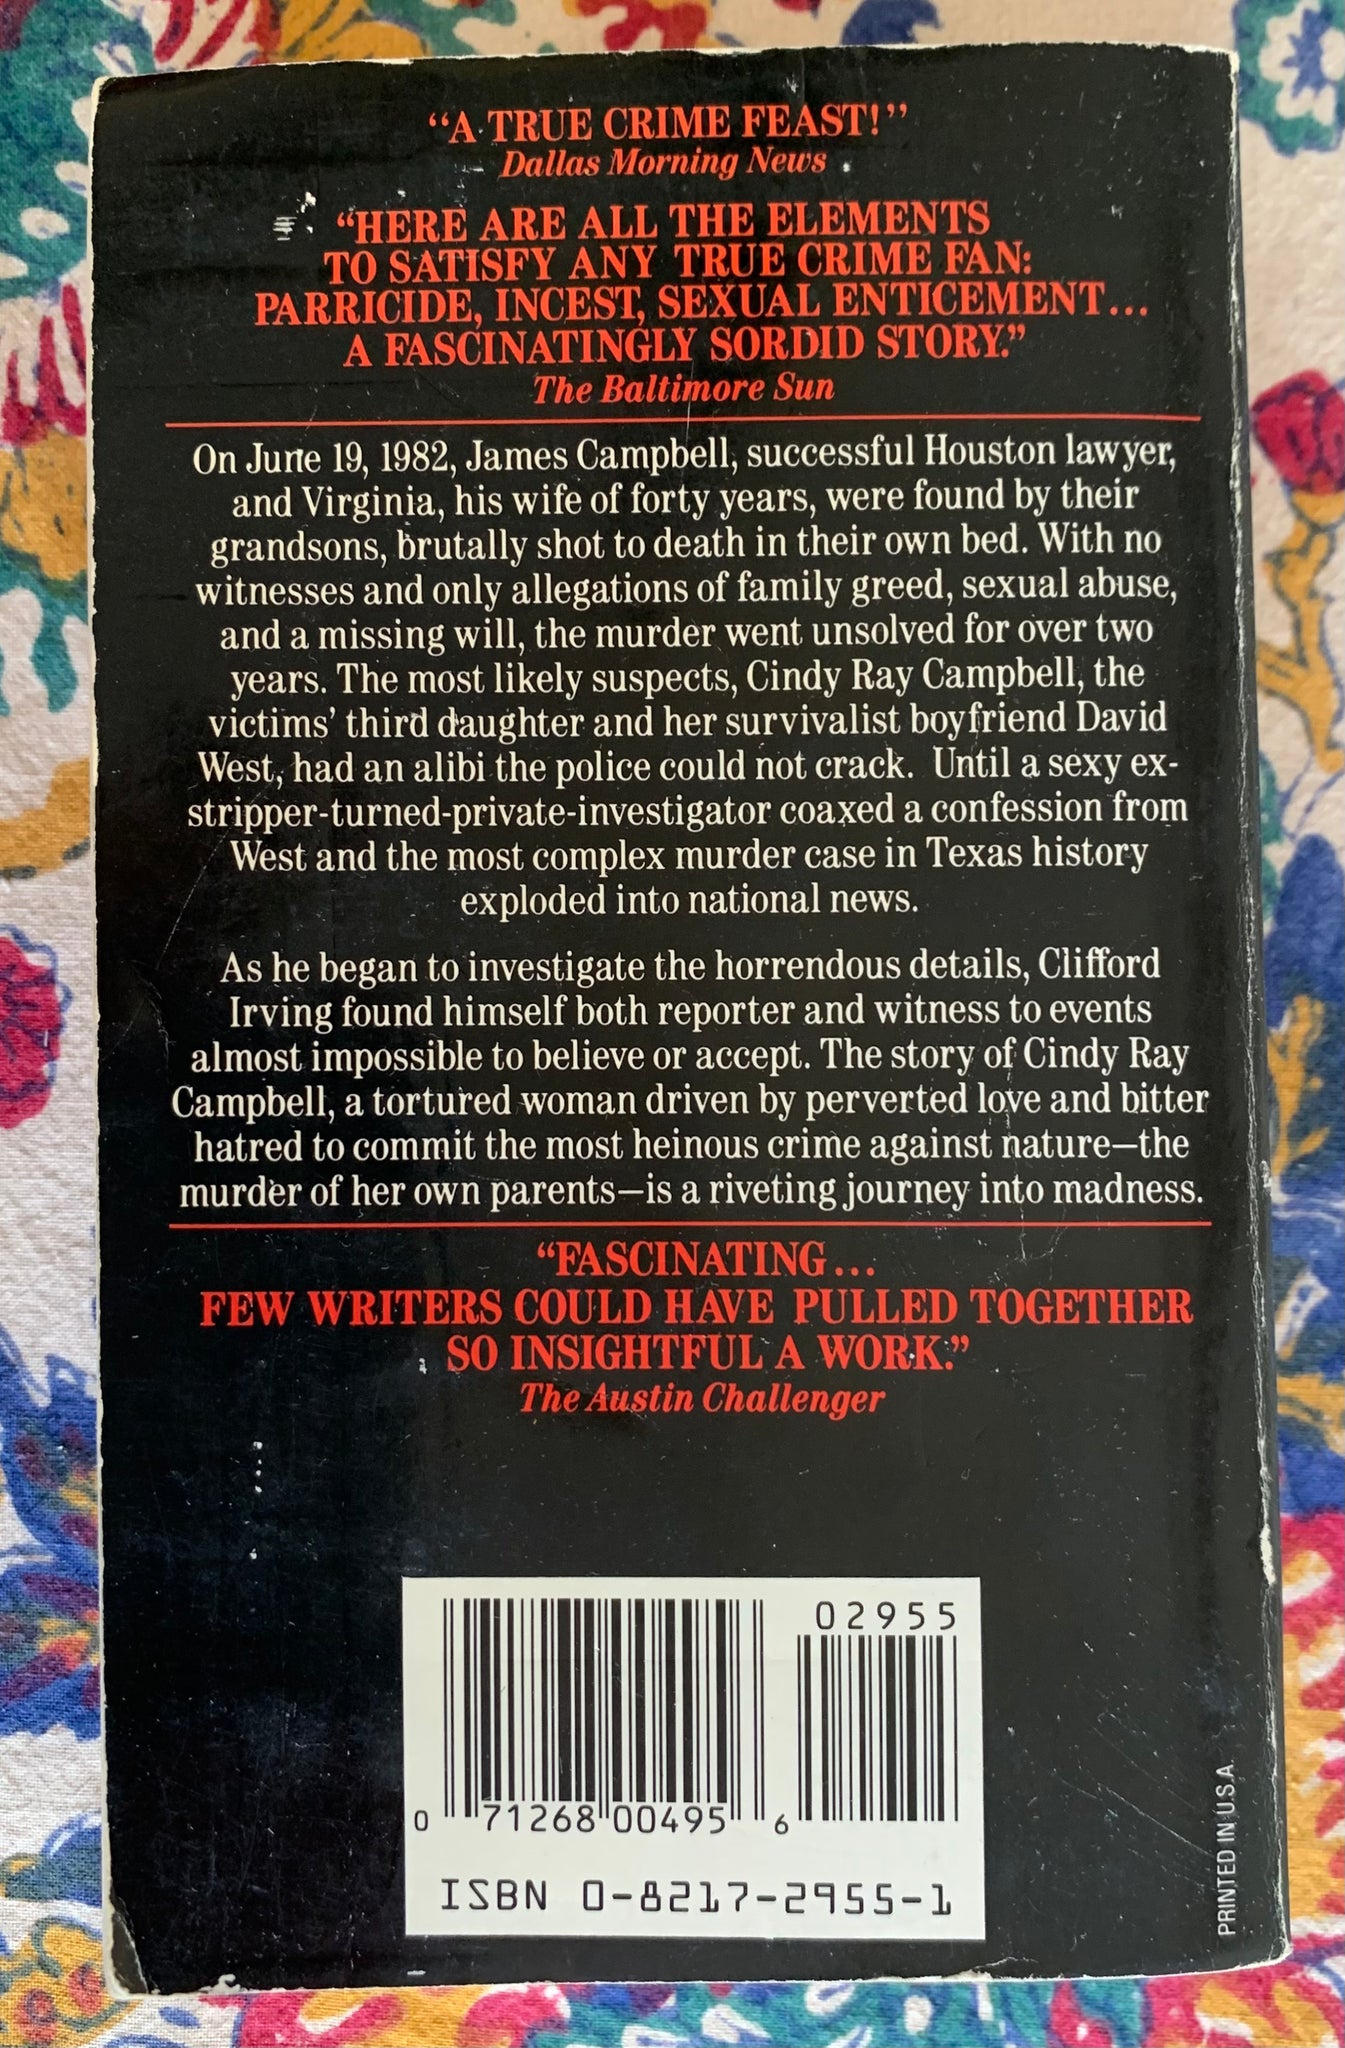 “A TRUE CRIME FEAST!”
Dallas Morning News
“HERE ARE ALL THE ELEMENTS
TO SATISFY ANY TRUE CRIME FAN:
PARRICIDE, INCEST, SEXUAL ENTICEMENT...
A FASCINATINGLY SORDID STORY.”
The Baltimore Sun
On June 19, 1982, James Campbell, successful Houston lawyer,
and Virginia, his wife of forty years, were found by their
grandsons, brutally shot to death in their own bed. With no
witnesses and only allegations of family greed, sexual abuse,
and a missing will, the murder went unsolved for over two
years. The most likely suspects, Cindy Ray Campbell, the
victims’ third daughter and her survivalist boyfriend David
West, had an alibi the police could not crack. Until a sexy ex-
stripper-turned-private-investigator coaxed a confession from
West and the most complex murder case in Texas history
exploded into national news.
As he began to investigate the horrendous details, Clifford
Irving found himself both reporter and witness to events
almost impossible to believe or accept. The story of Cindy Ray
Campbell, a tortured woman driven by perverted love and bitter
hatred to commit the most heinous crime against nature—the
murder of her own parents—is a riveting journey into madness.
“FASCINATING...
FEW WRITERS COULD HAVE PULLED TOGETHER
SO INSIGHTFUL A WORK.”
The Austin Challenger
02955
0 71268 00495 6
ISBN 0-8217-2955-1
PRINTED IN U.S.A.